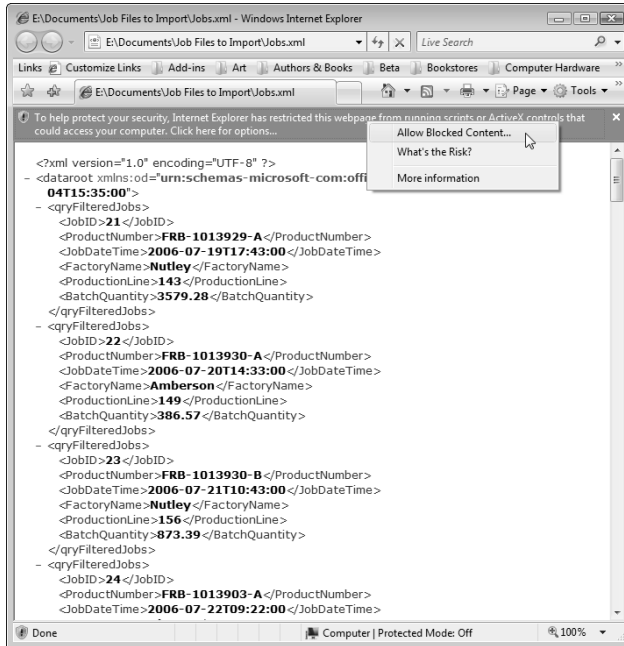 E:\Documents\Job Files to Import\Jobs.xml - Windows Internet Explorer
E:\Documents\Job Files to Import\Jobs.xml
Live Search
Links Customize Links Add-ins Art Authors & Books Beta Bookstores Computer Hardware »
E:\Documents\Job Files to Import\Jobs.xml Page Tools »
To help protect your security, Internet Explorer has restricted this webpage from running scripts or ActiveX controls that
could access your computer. Click here for options...
Allow Blocked Content...
What's the Risk?
More information
<?xml version="1.0" encoding="UTF-8" ?>
- <dataroot xmlns:od="urn:schemas-microsoft-com:offi
04T15:35:00">
- <qryFilteredJobs>
<JobID>21</JobID>
<ProductNumber>FRB-1013929-A</ProductNumber>
<JobDateTime>2006-07-19T17:43:00</JobDateTime>
<FactoryName>Nutley</FactoryName>
<ProductionLine>143</ProductionLine>
<BatchQuantity>3579.28</BatchQuantity>
</qryFilteredJobs>
- <qryFilteredJobs>
<JobID>22</JobID>
<ProductNumber>FRB-1013930-A</ProductNumber>
<JobDateTime>2006-07-20T14:33:00</JobDateTime>
<FactoryName>Amberson</FactoryName>
<ProductionLine>149</ProductionLine>
<BatchQuantity>386.57</BatchQuantity>
</qryFilteredJobs>
- <qryFilteredJobs>
<JobID>23</JobID>
<ProductNumber>FRB-1013930-B</ProductNumber>
<JobDateTime>2006-07-21T10:43:00</JobDateTime>
<FactoryName>Nutley</FactoryName>
<ProductionLine>156</ProductionLine>
<BatchQuantity>873.39</BatchQuantity>
</qryFilteredJobs>
- <qryFilteredJobs>
<JobID>24</JobID>
<ProductNumber>FRB-1013903-A</ProductNumber>
<JobDateTime>2006-07-22T09:22:00</JobDateTime>
Done Computer | Protected Mode: Off 100%